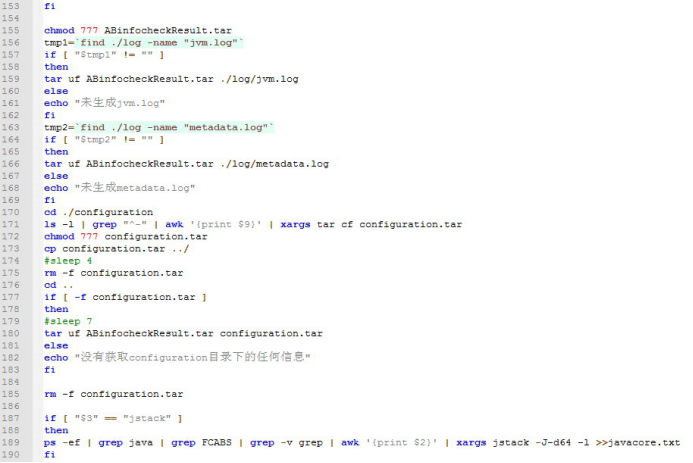 153 fi
154
155 chmod 777 ABinfocheckResult.tar
156 tmp1=`find ./log -name "jvm.log"`
157 if [ "$tmp1" != "" ]
158 then
159 tar uf ABinfocheckResult.tar ./log/jvm.log
160 else
161 echo "未生成jvm.log"
162 fi
163 tmp2=`find ./log -name "metadata.log"`
164 if [ "$tmp2" != "" ]
165 then
166 tar uf ABinfocheckResult.tar ./log/metadata.log
167 else
168 echo "未生成metadata.log"
169 fi
170 cd ./configuration
171 ls -l | grep "^-" | awk '{print $9}' | xargs tar cf configuration.tar
172 chmod 777 configuration.tar
173 cp configuration.tar ../
174 #sleep 4
175 rm -f configuration.tar
176 cd ..
177 if [ -f configuration.tar ]
178 then
179 #sleep 7
180 tar uf ABinfocheckResult.tar configuration.tar
181 else
182 echo "没有获取configuration目录下的任何信息"
183 fi
184
185 rm -f configuration.tar
186
187 if [ "$3" == "jstack" ]
188 then
189 ps -ef | grep java | grep FCABS | grep -v grep | awk '{print $2}' | xargs jstack -J-d64 -l >>javacore.txt
190 fi